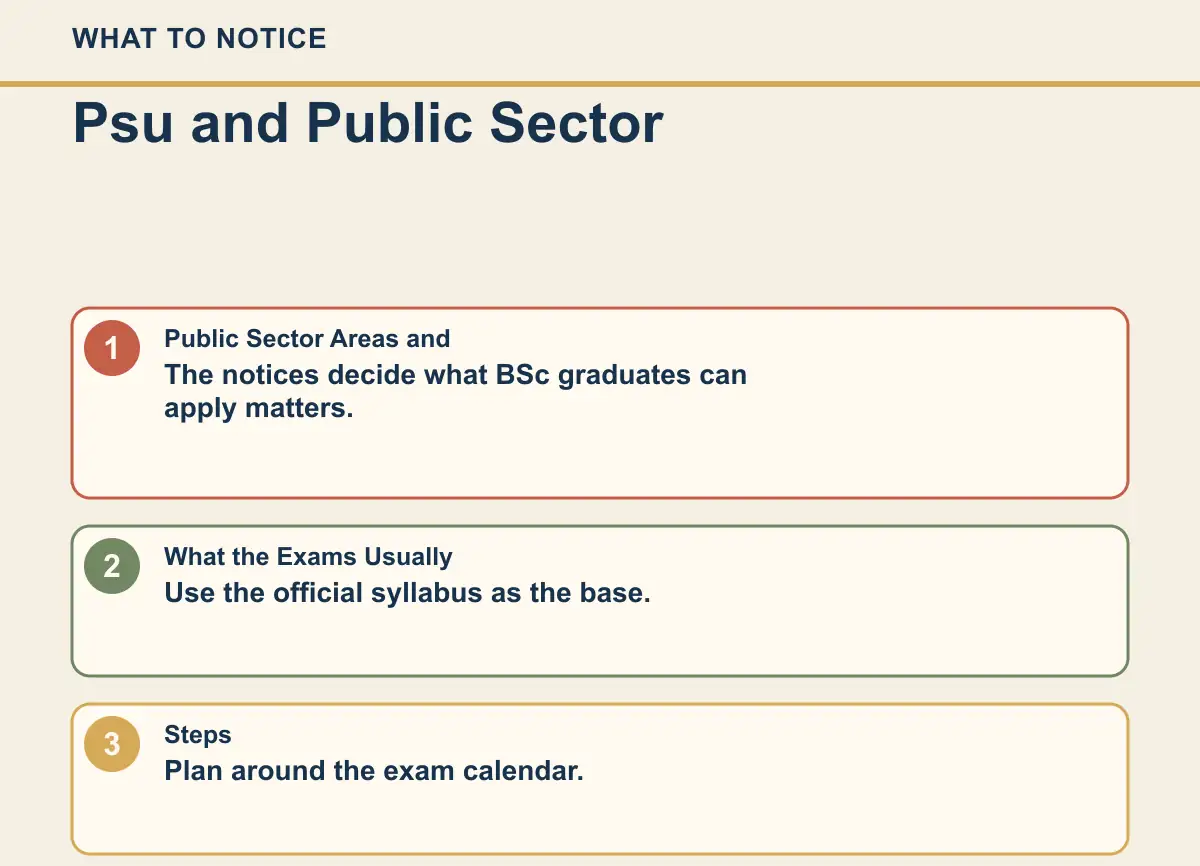 WHAT TO NOTICE
Psu and Public Sector
1
Public Sector Areas and
The notices decide what BSc graduates can
apply matters.
2
What the Exams Usually
Use the official syllabus as the base.
3
Steps
Plan around the exam calendar.